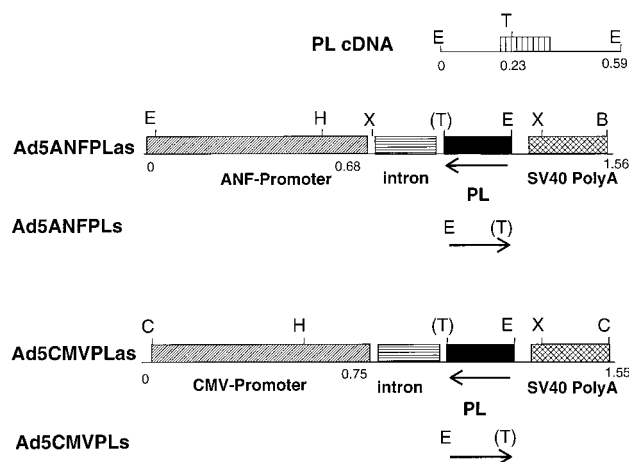 T
PL cDNA E E
0 0.23 0.59
E H X (T) E X B
Ad5ANFPLas
0 0.68 1.56
ANF-Promoter intron SV40 PolyA
PL
Ad5ANFPLs E (T)
C H (T) E X C
Ad5CMVPLas
0 0.75 1.55
CMV-Promoter intron SV40 PolyA
PL
Ad5CMVPLs E (T)